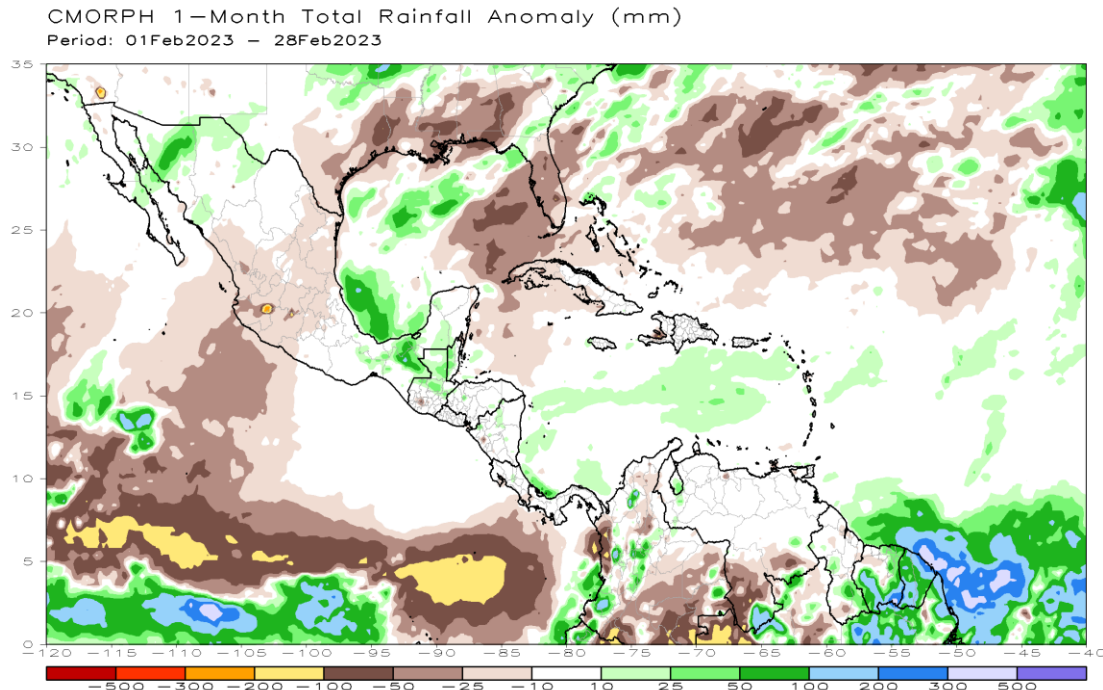 CMORPH 1-Month Total Rainfall Anomaly (mm)
Period: 01Feb2023 - 28Feb2023
35
30
25
20
15
10
5
0
-120 -115 -110 -105 -100 -95 -90 -85 -80 -75 -70 -65 -60 -55 -50 -45 -40
-500 -300 -200 -100 -50 -25 -10 10 25 50 100 200 300 500